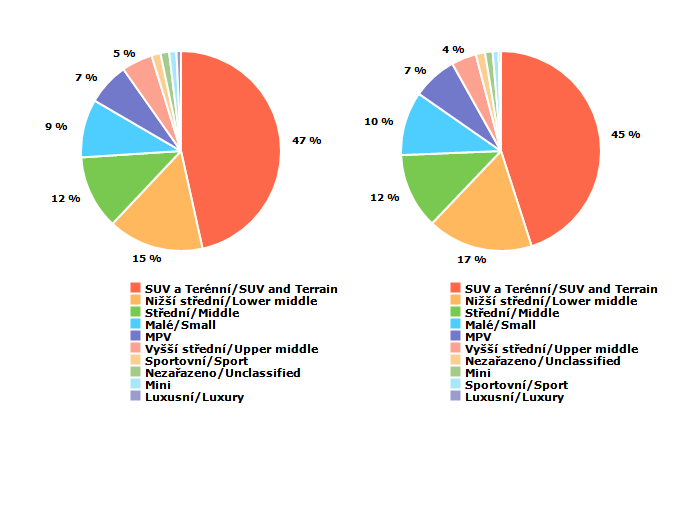 5 %
7 %
9 %
12 %
15 %
47 %
SUV a Terénní/SUV and Terrain
Nižší střední/Lower middle
Střední/Middle
Malé/Small
MPV
Vyšší střední/Upper middle
Sportovní/Sport
Nezařazeno/Unclassified
Mini
Luxusní/Luxury
4 %
7 %
10 %
12 %
17 %
45 %
SUV a Terénní/SUV and Terrain
Nižší střední/Lower middle
Střední/Middle
Malé/Small
MPV
Vyšší střední/Upper middle
Nezařazeno/Unclassified
Mini
Sportovní/Sport
Luxusní/Luxury